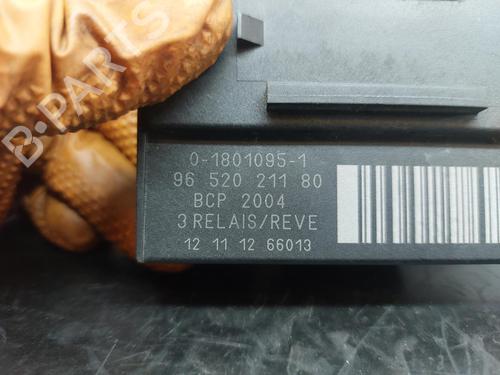 B-PARTS
0-1801095-1
96 520 211 80
BCP 2004
3 RELAIS/REVE
12 11 12 66013